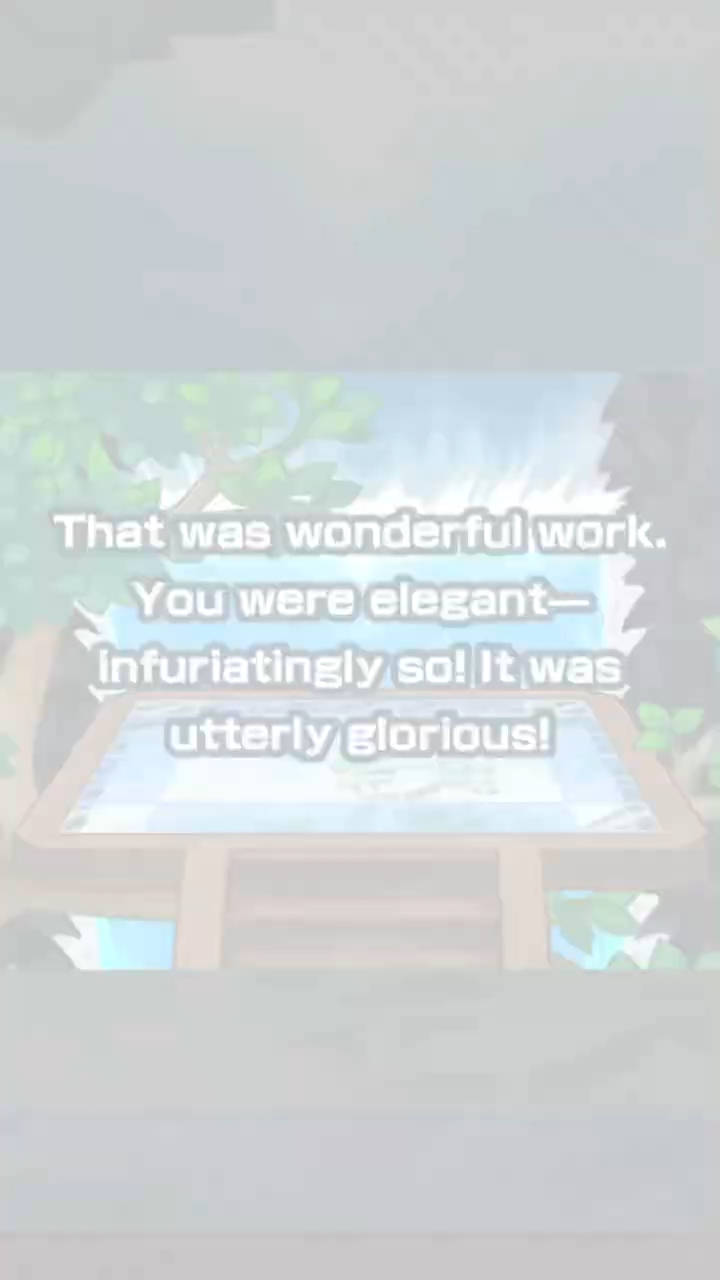 That was wonderful work.
You were elegant—
infuriatingly so! It was
utterly glorious!